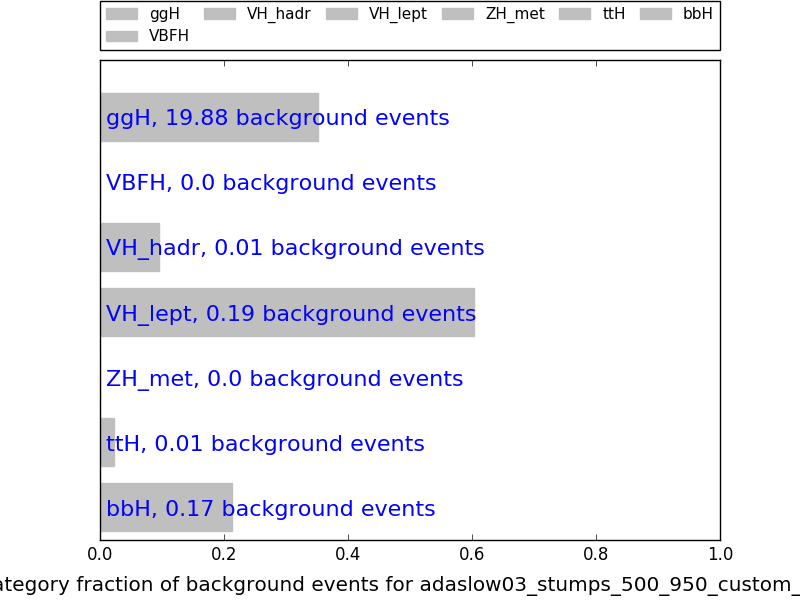 ggH VH_hadr VH_lept ZH_met ttH bbH
VBFH
ggH, 19.88 background events
VBFH, 0.0 background events
VH_hadr, 0.01 background events
VH_lept, 0.19 background events
ZH_met, 0.0 background events
ttH, 0.01 background events
bbH, 0.17 background events
0.0 0.2 0.4 0.6 0.8 1.0
ategory fraction of background events for adaslow03_stumps_500_950_custom_